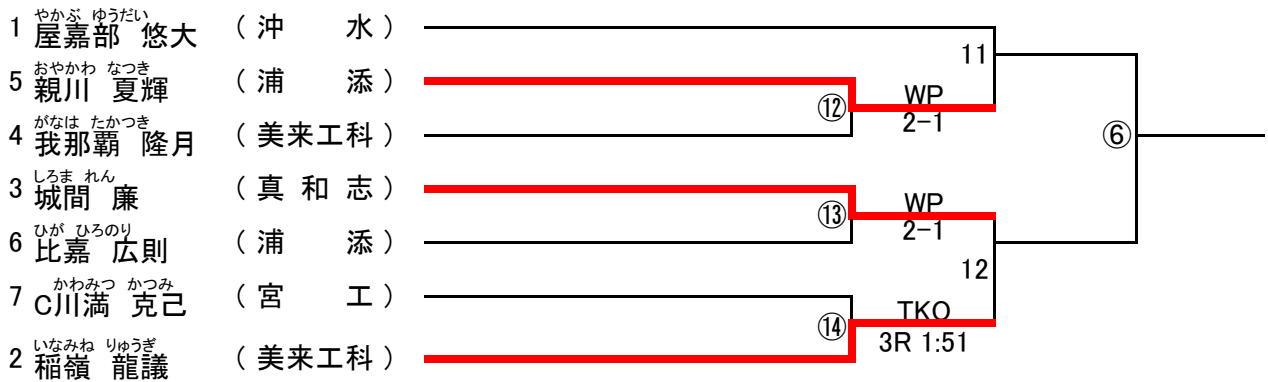 やかぶ ゆうだい
1 屋嘉部 悠大 （ 沖 水 ）
11
おやかわ なつき
5 親川 夏輝 （ 浦 添 ）
⑫ WP
2-1
がなは たかつき
4 我那覇 隆月 （ 美来工科 ）
⑥
しろま れん
3 城間 廉 （ 真 和 志 ）
⑬ WP
2-1
ひが ひろのり
6 比嘉 広則 （ 浦 添 ）
12
かわみつ かつみ
7 C川満 克己 （ 宮 工 ）
⑭ TKO
3R 1:51
いなみね りゅうぎ
2 稲嶺 龍議 （ 美来工科 ）